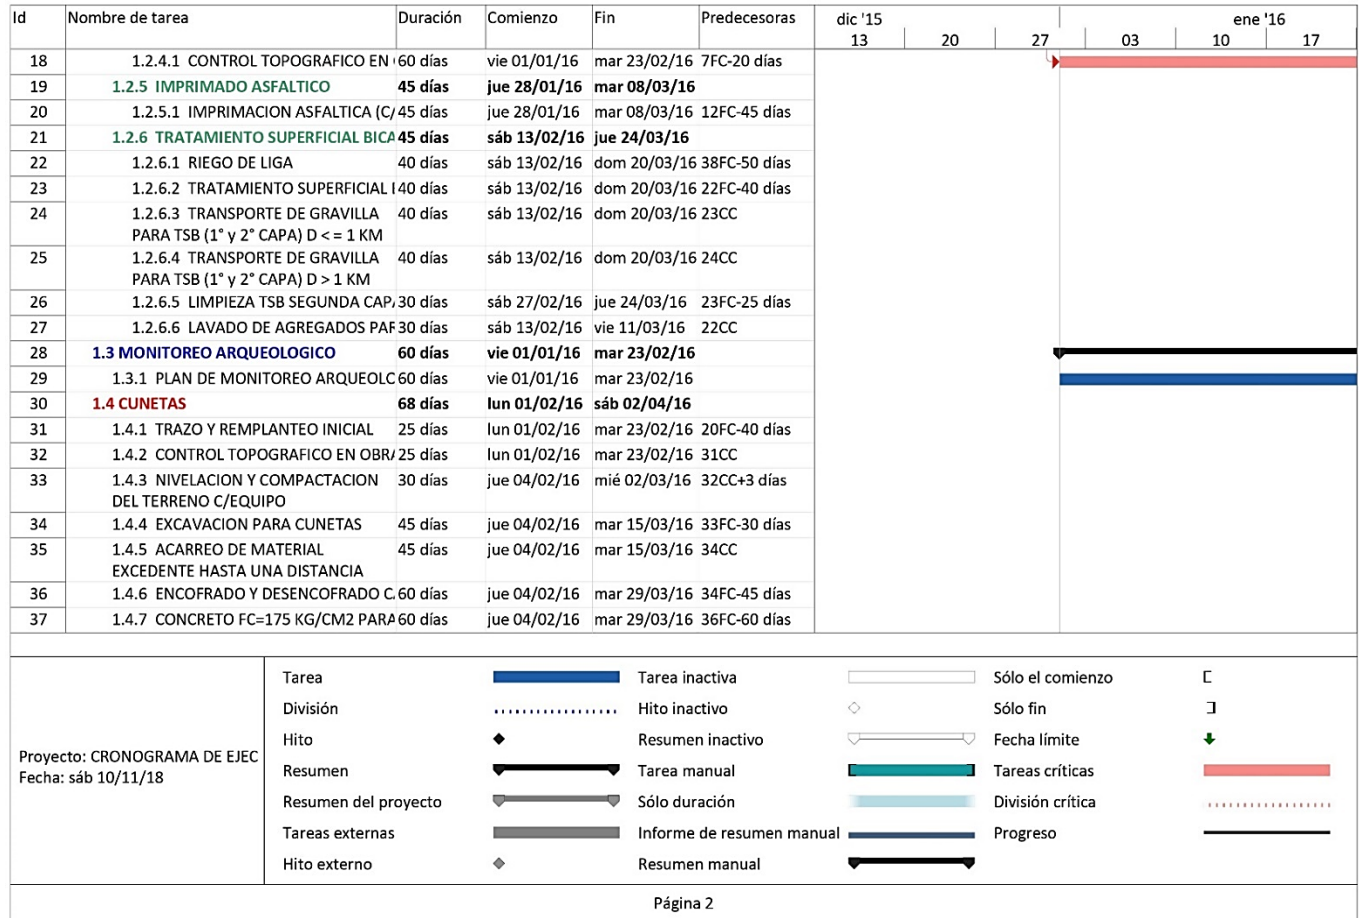 Id Nombre de tarea Duración Comienzo Fin Predecesoras dic '15 ene '16
13 20 27 03 10 17
18 1.2.4.1 CONTROL TOPOGRAFICO EN 60 días vie 01/01/16 mar 23/02/16 7FC-20 días
19 1.2.5 IMPRIMADO ASFALTICO 45 días jue 28/01/16 mar 08/03/16
20 1.2.5.1 IMPRIMACION ASFALTICA (C/ 45 días jue 28/01/16 mar 08/03/16 12FC-45 días
21 1.2.6 TRATAMIENTO SUPERFICIAL BICA 45 días sáb 13/02/16 jue 24/03/16
22 1.2.6.1 RIEGO DE LIGA 40 días sáb 13/02/16 dom 20/03/16 38FC-50 días
23 1.2.6.2 TRATAMIENTO SUPERFICIAL 40 días sáb 13/02/16 dom 20/03/16 22FC-40 días
24 1.2.6.3 TRANSPORTE DE GRAVILLA 40 días sáb 13/02/16 dom 20/03/16 23CC
PARA TSB (1° y 2° CAPA) D < = 1 KM
25 1.2.6.4 TRANSPORTE DE GRAVILLA 40 días sáb 13/02/16 dom 20/03/16 24CC
PARA TSB (1° y 2° CAPA) D > 1 KM
26 1.2.6.5 LIMPIEZA TSB SEGUNDA CAPA 30 días sáb 27/02/16 jue 24/03/16 23FC-25 días
27 1.2.6.6 LAVADO DE AGREGADOS PAR 30 días sáb 13/02/16 vie 11/03/16 22CC
28 1.3 MONITOREO ARQUEOLOGICO 60 días vie 01/01/16 mar 23/02/16
29 1.3.1 PLAN DE MONITOREO ARQUEOLO 60 días vie 01/01/16 mar 23/02/16
30 1.4 CUNETAS 68 días lun 01/02/16 sáb 02/04/16
31 1.4.1 TRAZO Y REMPLANTEO INICIAL 25 días lun 01/02/16 mar 23/02/16 20FC-40 días
32 1.4.2 CONTROL TOPOGRAFICO EN OBRA 25 días lun 01/02/16 mar 23/02/16 31CC
33 1.4.3 NIVELACION Y COMPACTACION 30 días jue 04/02/16 mié 02/03/16 32CC+3 días
DEL TERRENO C/EQUIPO
34 1.4.4 EXCAVACION PARA CUNETAS 45 días jue 04/02/16 mar 15/03/16 33FC-30 días
35 1.4.5 ACARREO DE MATERIAL 45 días jue 04/02/16 mar 15/03/16 34CC
EXCEDENTE HASTA UNA DISTANCIA
36 1.4.6 ENCOFRADO Y DESENCOFRADO C 60 días jue 04/02/16 mar 29/03/16 34FC-45 días
37 1.4.7 CONCRETO FC=175 KG/CM2 PARA 60 días jue 04/02/16 mar 29/03/16 36FC-60 días
Proyecto: CRONOGRAMA DE EJEC
Fecha: sáb 10/11/18
Tarea Tarea inactiva Sólo el comienzo
División Hito inactivo Sólo fin
Hito Resumen inactivo Fecha límite
Resumen Tarea manual Tareas críticas
Resumen del proyecto Sólo duración División crítica
Tareas externas Informe de resumen manual Progreso
Hito externo Resumen manual
Página 2